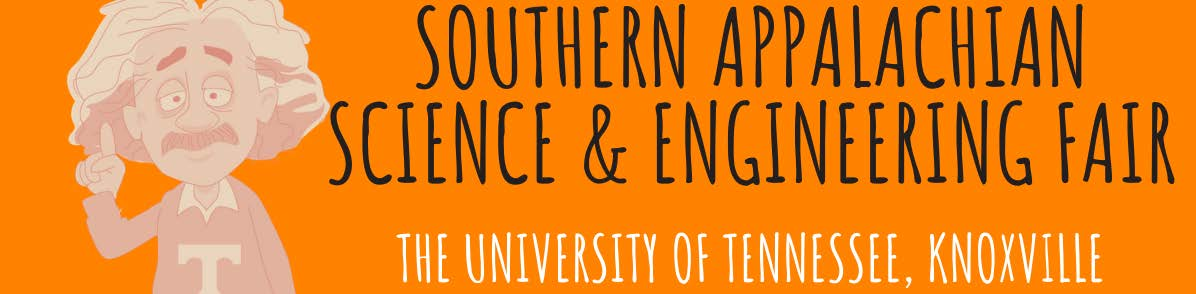 SOUTHERN APPALACHIAN
SCIENCE & ENGINEERING FAIR
THE UNIVERSITY OF TENNESSEE, KNOXVILLE
T